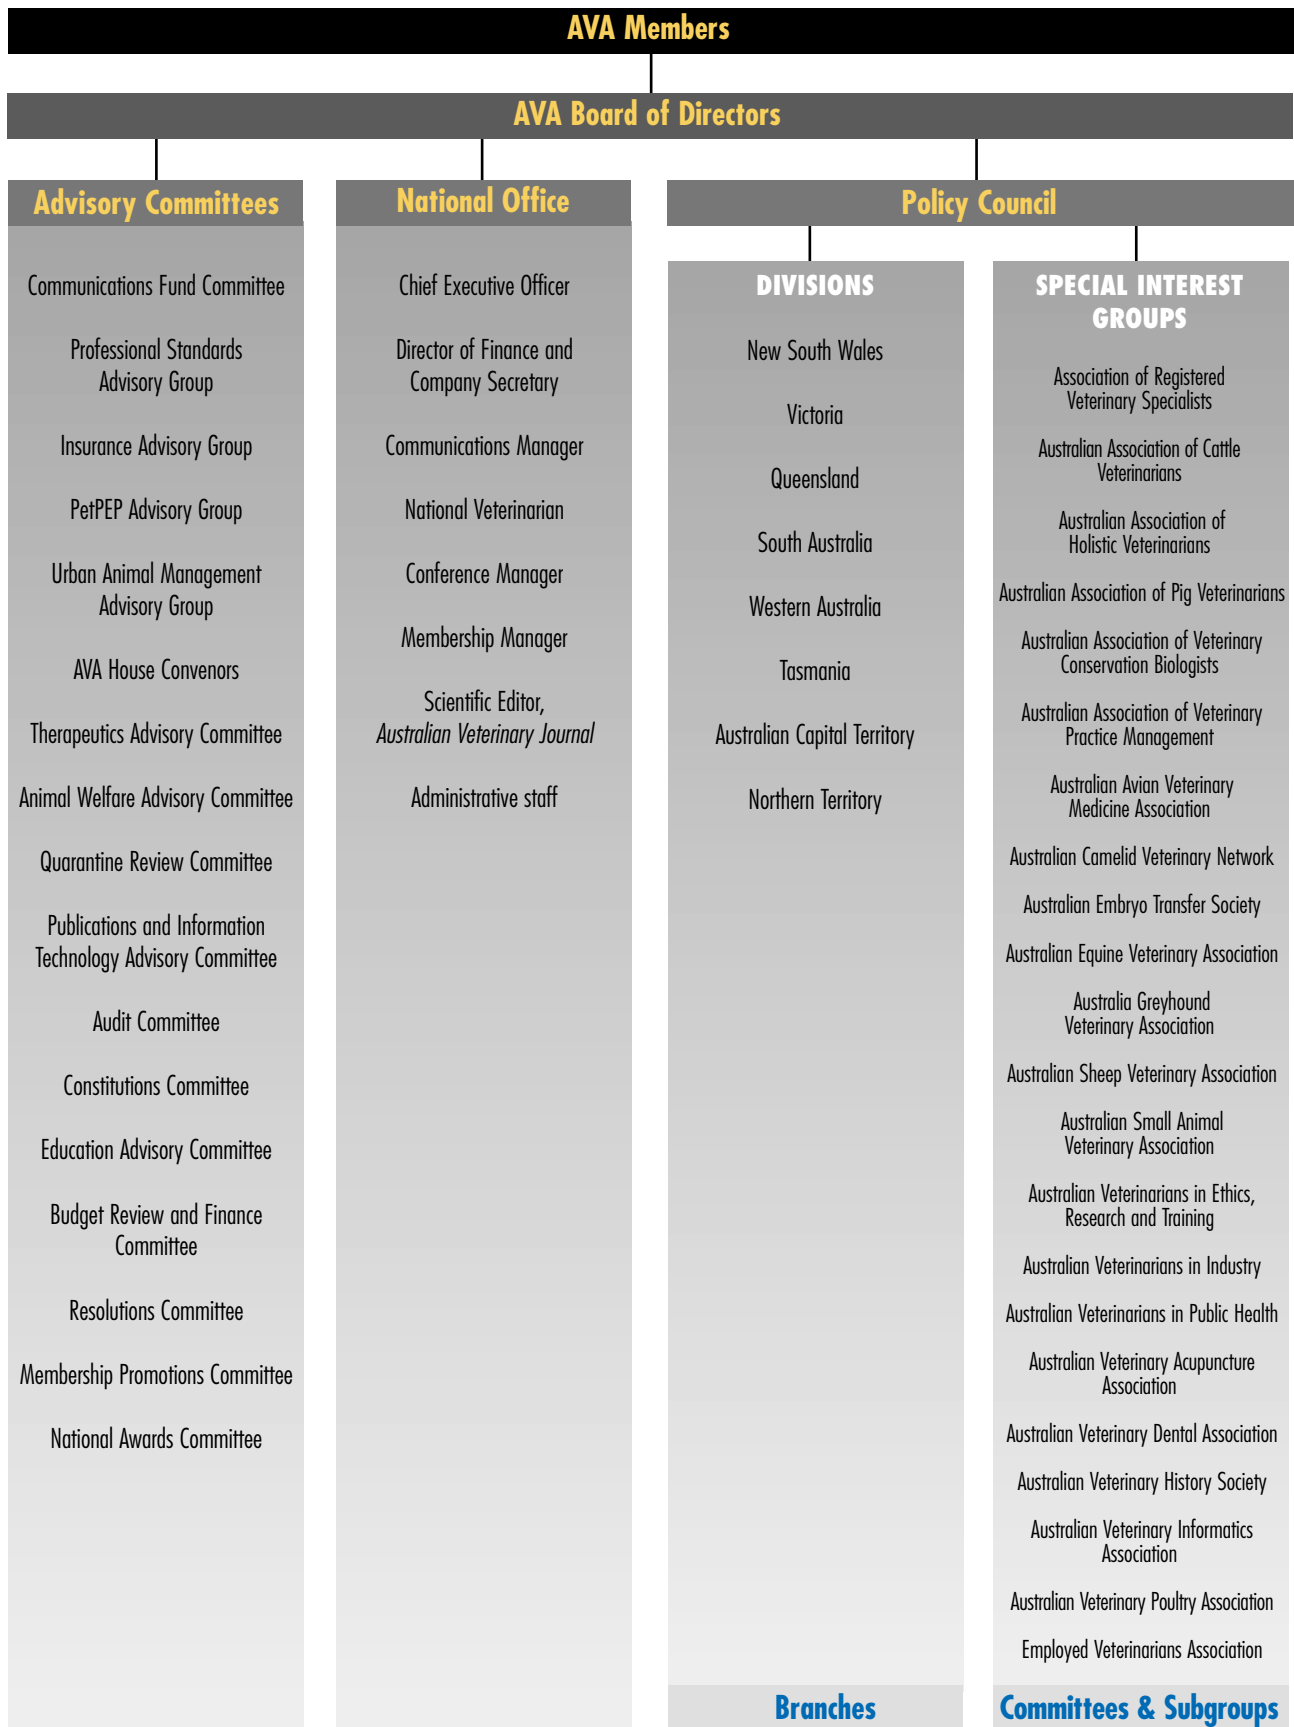 AVA Members
AVA Board of Directors
Advisory Committees
Communications Fund Committee
Professional Standards
Advisory Group
Insurance Advisory Group
PetPEP Advisory Group
Urban Animal Management
Advisory Group
AVA House Convenors
Therapeutics Advisory Committee
Animal Welfare Advisory Committee
Quarantine Review Committee
Publications and Information
Technology Advisory Committee
Audit Committee
Constitutions Committee
Education Advisory Committee
Budget Review and Finance
Committee
Resolutions Committee
Membership Promotions Committee
National Awards Committee
National Office
Chief Executive Officer
Director of Finance and
Company Secretary
Communications Manager
National Veterinarian
Conference Manager
Membership Manager
Scientific Editor,
Australian Veterinary Journal
Administrative staff
Policy Council
DIVISIONS
New South Wales
Victoria
Queensland
South Australia
Western Australia
Tasmania
Australian Capital Territory
Northern Territory
Branches
SPECIAL INTEREST
GROUPS
Association of Registered
Veterinary Specialists
Australian Association of Cattle
Veterinarians
Australian Association of
Holistic Veterinarians
Australian Association of Pig Veterinarians
Australian Association of Veterinary
Conservation Biologists
Australian Association of Veterinary
Practice Management
Australian Avian Veterinary
Medicine Association
Australian Camelid Veterinary Network
Australian Embryo Transfer Society
Australian Equine Veterinary Association
Australia Greyhound
Veterinary Association
Australian Sheep Veterinary Association
Australian Small Animal
Veterinary Association
Australian Veterinarians in Ethics,
Research and Training
Australian Veterinarians in Industry
Australian Veterinarians in Public Health
Australian Veterinary Acupuncture
Association
Australian Veterinary Dental Association
Australian Veterinary History Society
Australian Veterinary Informatics
Association
Australian Veterinary Poultry Association
Employed Veterinarians Association
Committees & Subgroups